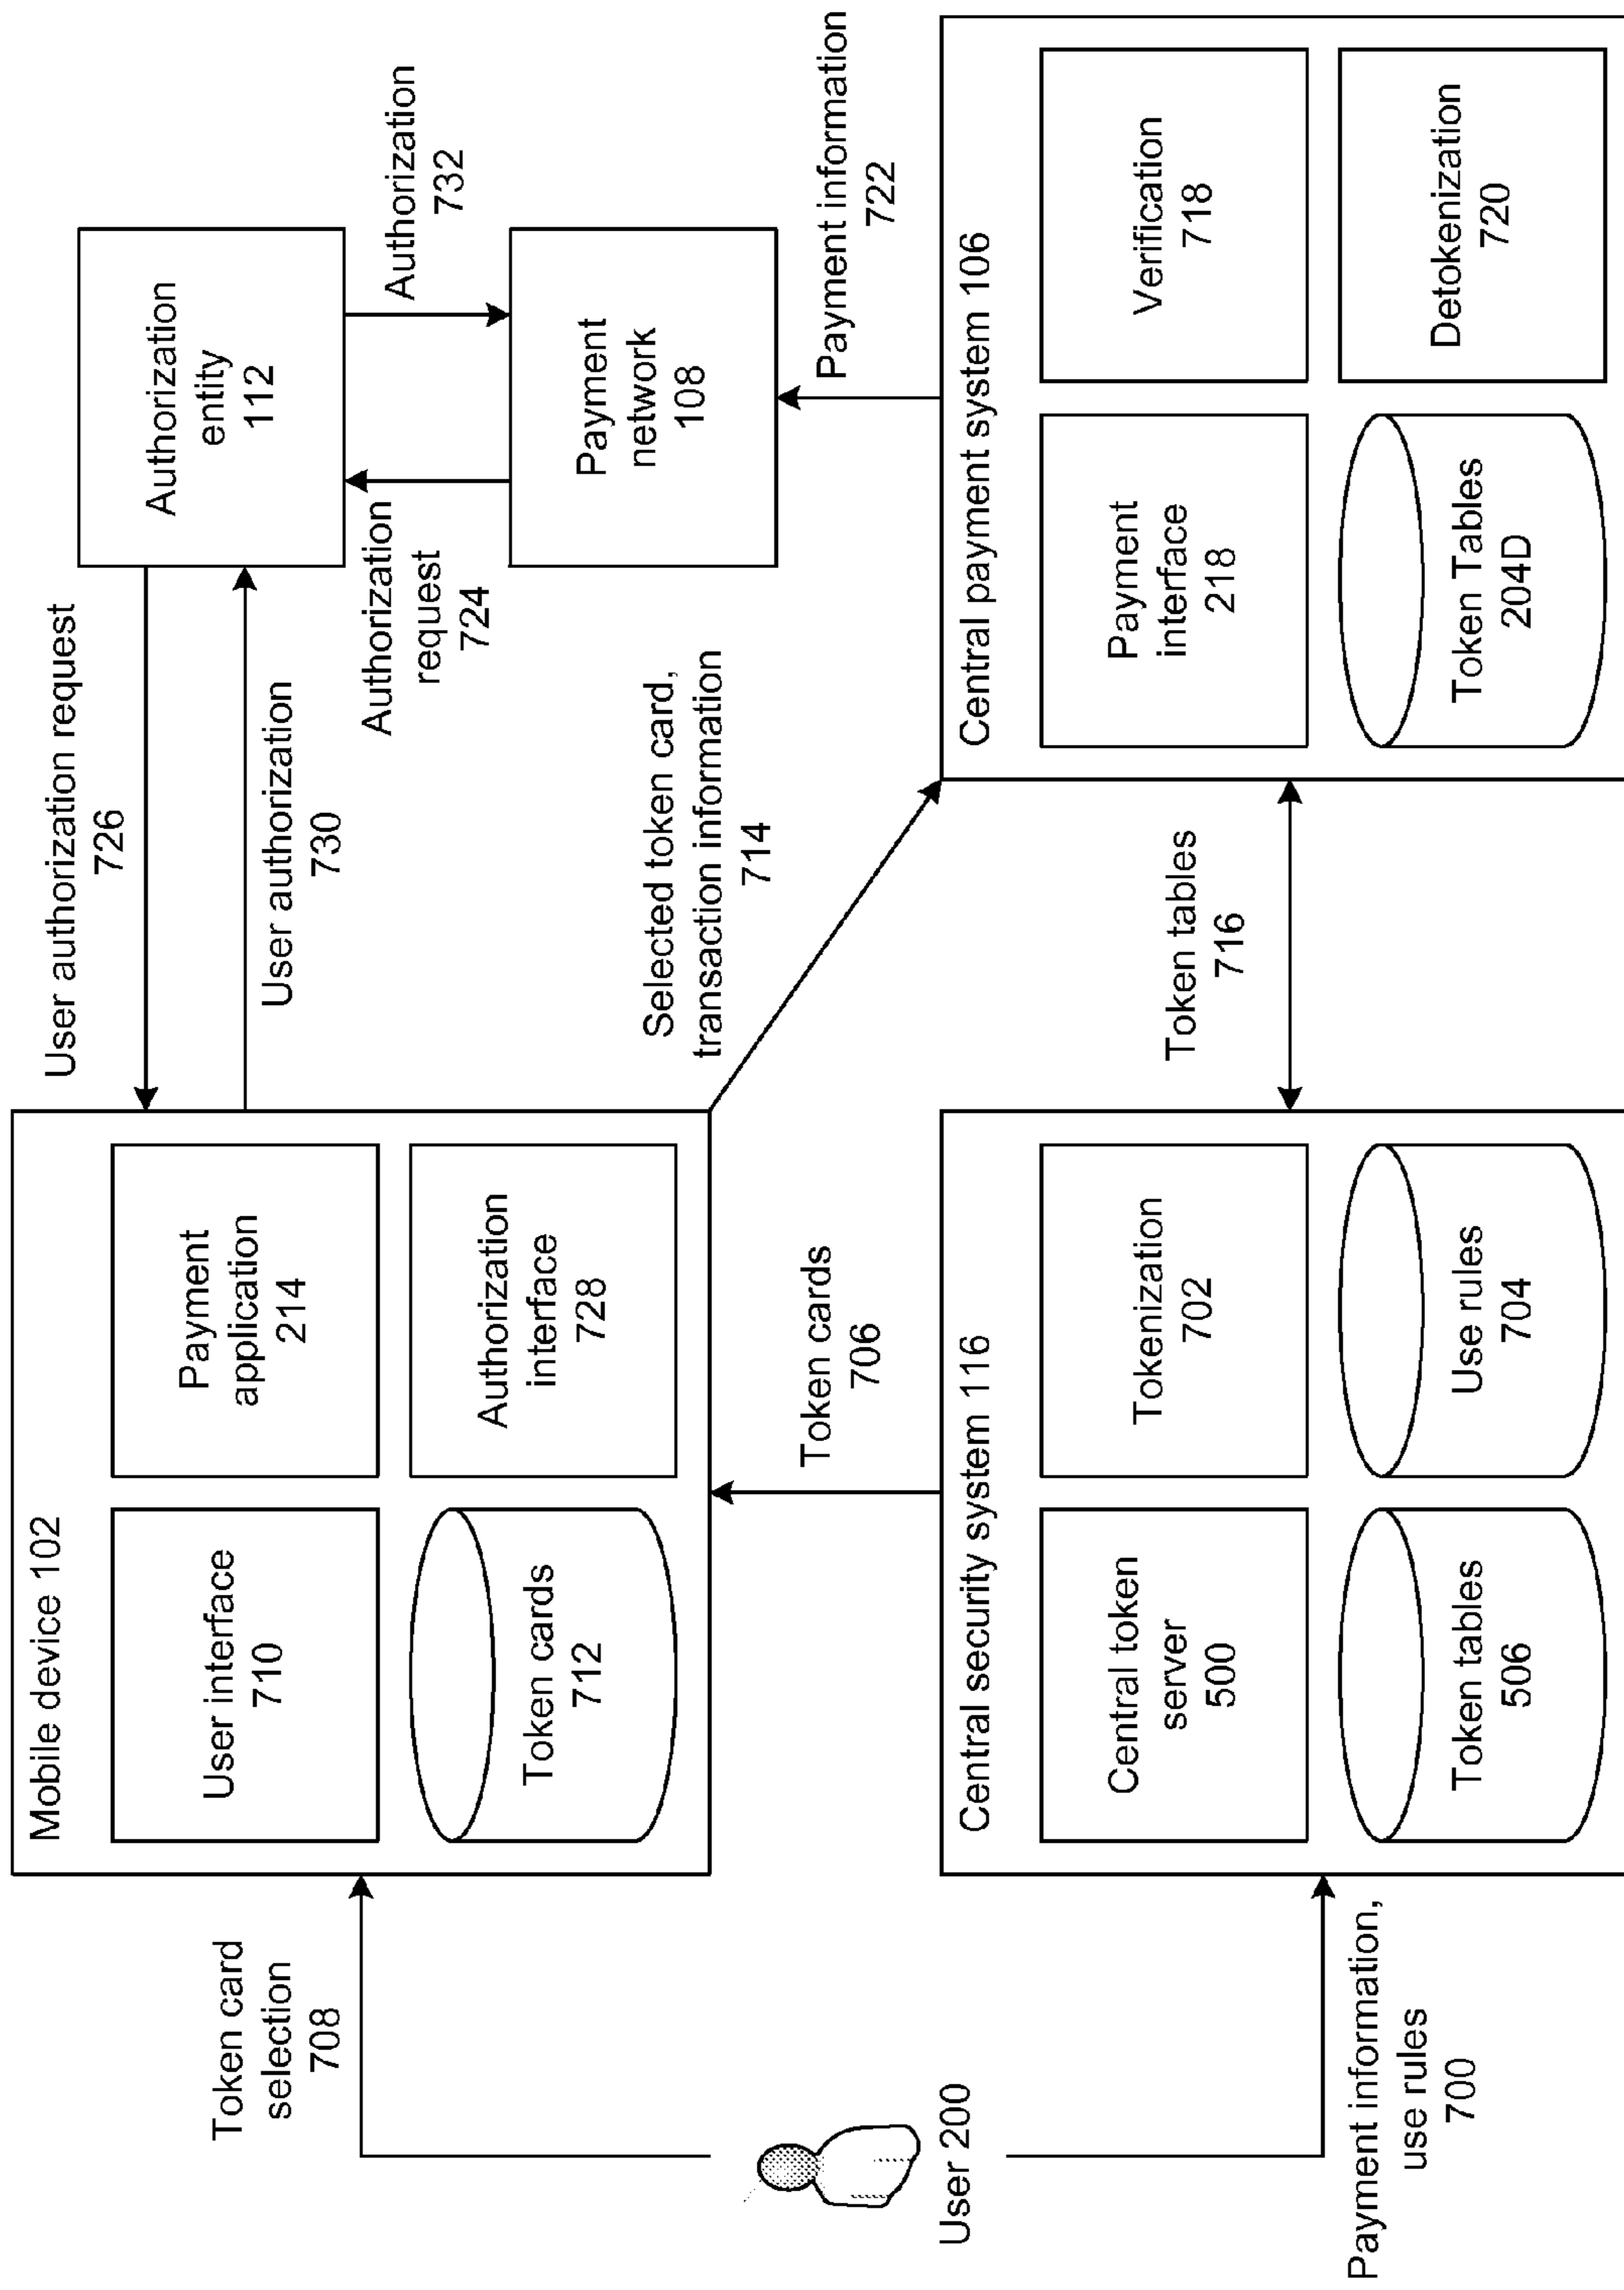 Token card
selection
708
User 200
Payment information,
use rules
700
Mobile device 102
User interface
710
Payment
application
214
Token cards
712
Authorization
interface
728
User authorization request
726
User authorization
730
Authorization
entity
112
Authorization
request
724
Authorization
732
Payment
network
108
Selected token card,
transaction information
714
Payment information
722
Token cards
706
Central security system 116
Central token
server
500
Tokenization
702
Token tables
506
Use rules
704
Token tables
716
Central payment system 106
Payment
interface
218
Verification
718
Token Tables
204D
Detokenization
720